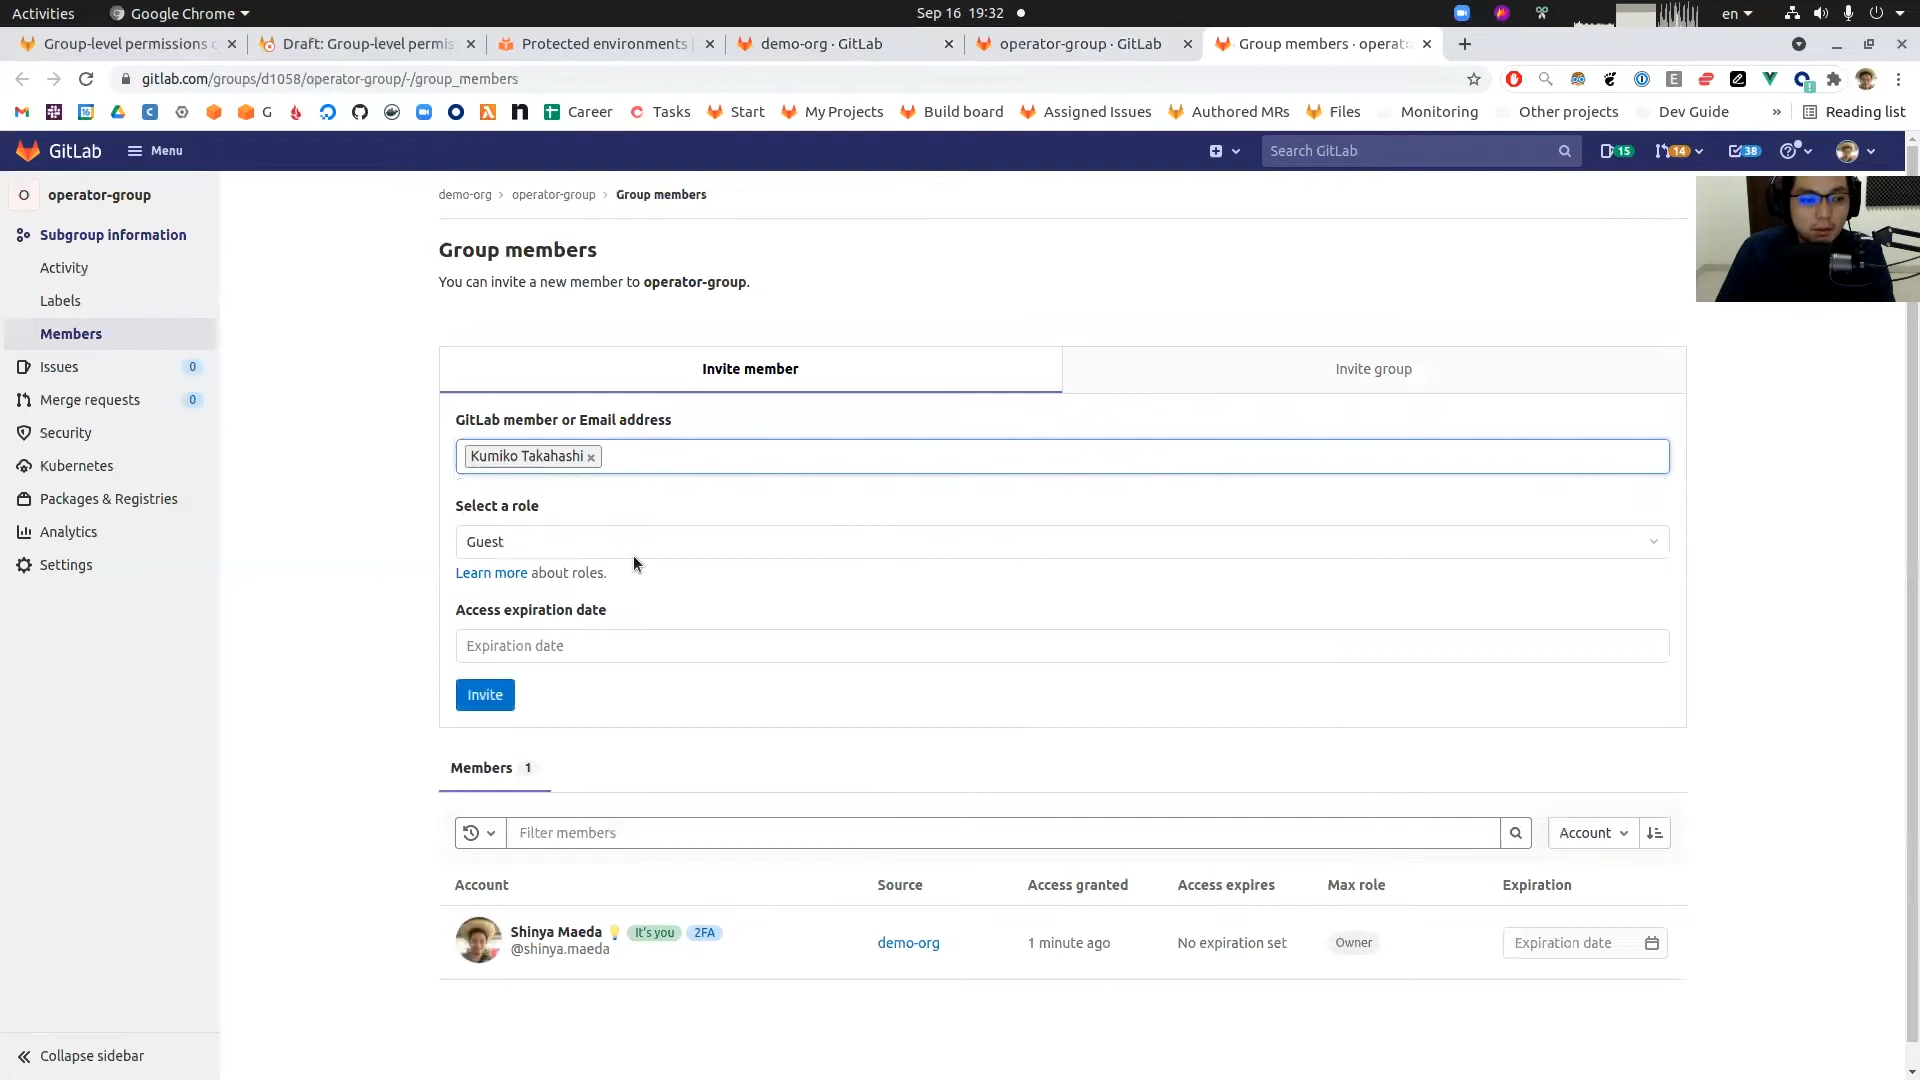 Activities
Google Chrome
Sep 16 19:32
en
Group-level permissions
Draft: Group-level permis
Protected environments
demo-org · GitLab
operator-group · GitLab
Group members · operato
gitlab.com/groups/d1058/operator-group/-/group_members
G
Career
Tasks
Start
My Projects
Build board
Assigned Issues
Authored MRs
Files
Monitoring
Other projects
Dev Guide
»
Reading list
GitLab
Menu
Search GitLab
15
14
38
O operator-group
Subgroup information
Activity
Labels
Members
Issues 0
Merge requests 0
Security
Kubernetes
Packages & Registries
Analytics
Settings
Collapse sidebar
demo-org › operator-group › Group members
Group members
You can invite a new member to operator-group.
Invite member
Invite group
GitLab member or Email address
Kumiko Takahashi ×
Select a role
Guest
Learn more about roles.
Access expiration date
Expiration date
Invite
Members 1
Filter members
Account
Account Source Access granted Access expires Max role Expiration
Shinya Maeda It's you 2FA
@shinya.maeda
demo-org
1 minute ago
No expiration set
Owner
Expiration date